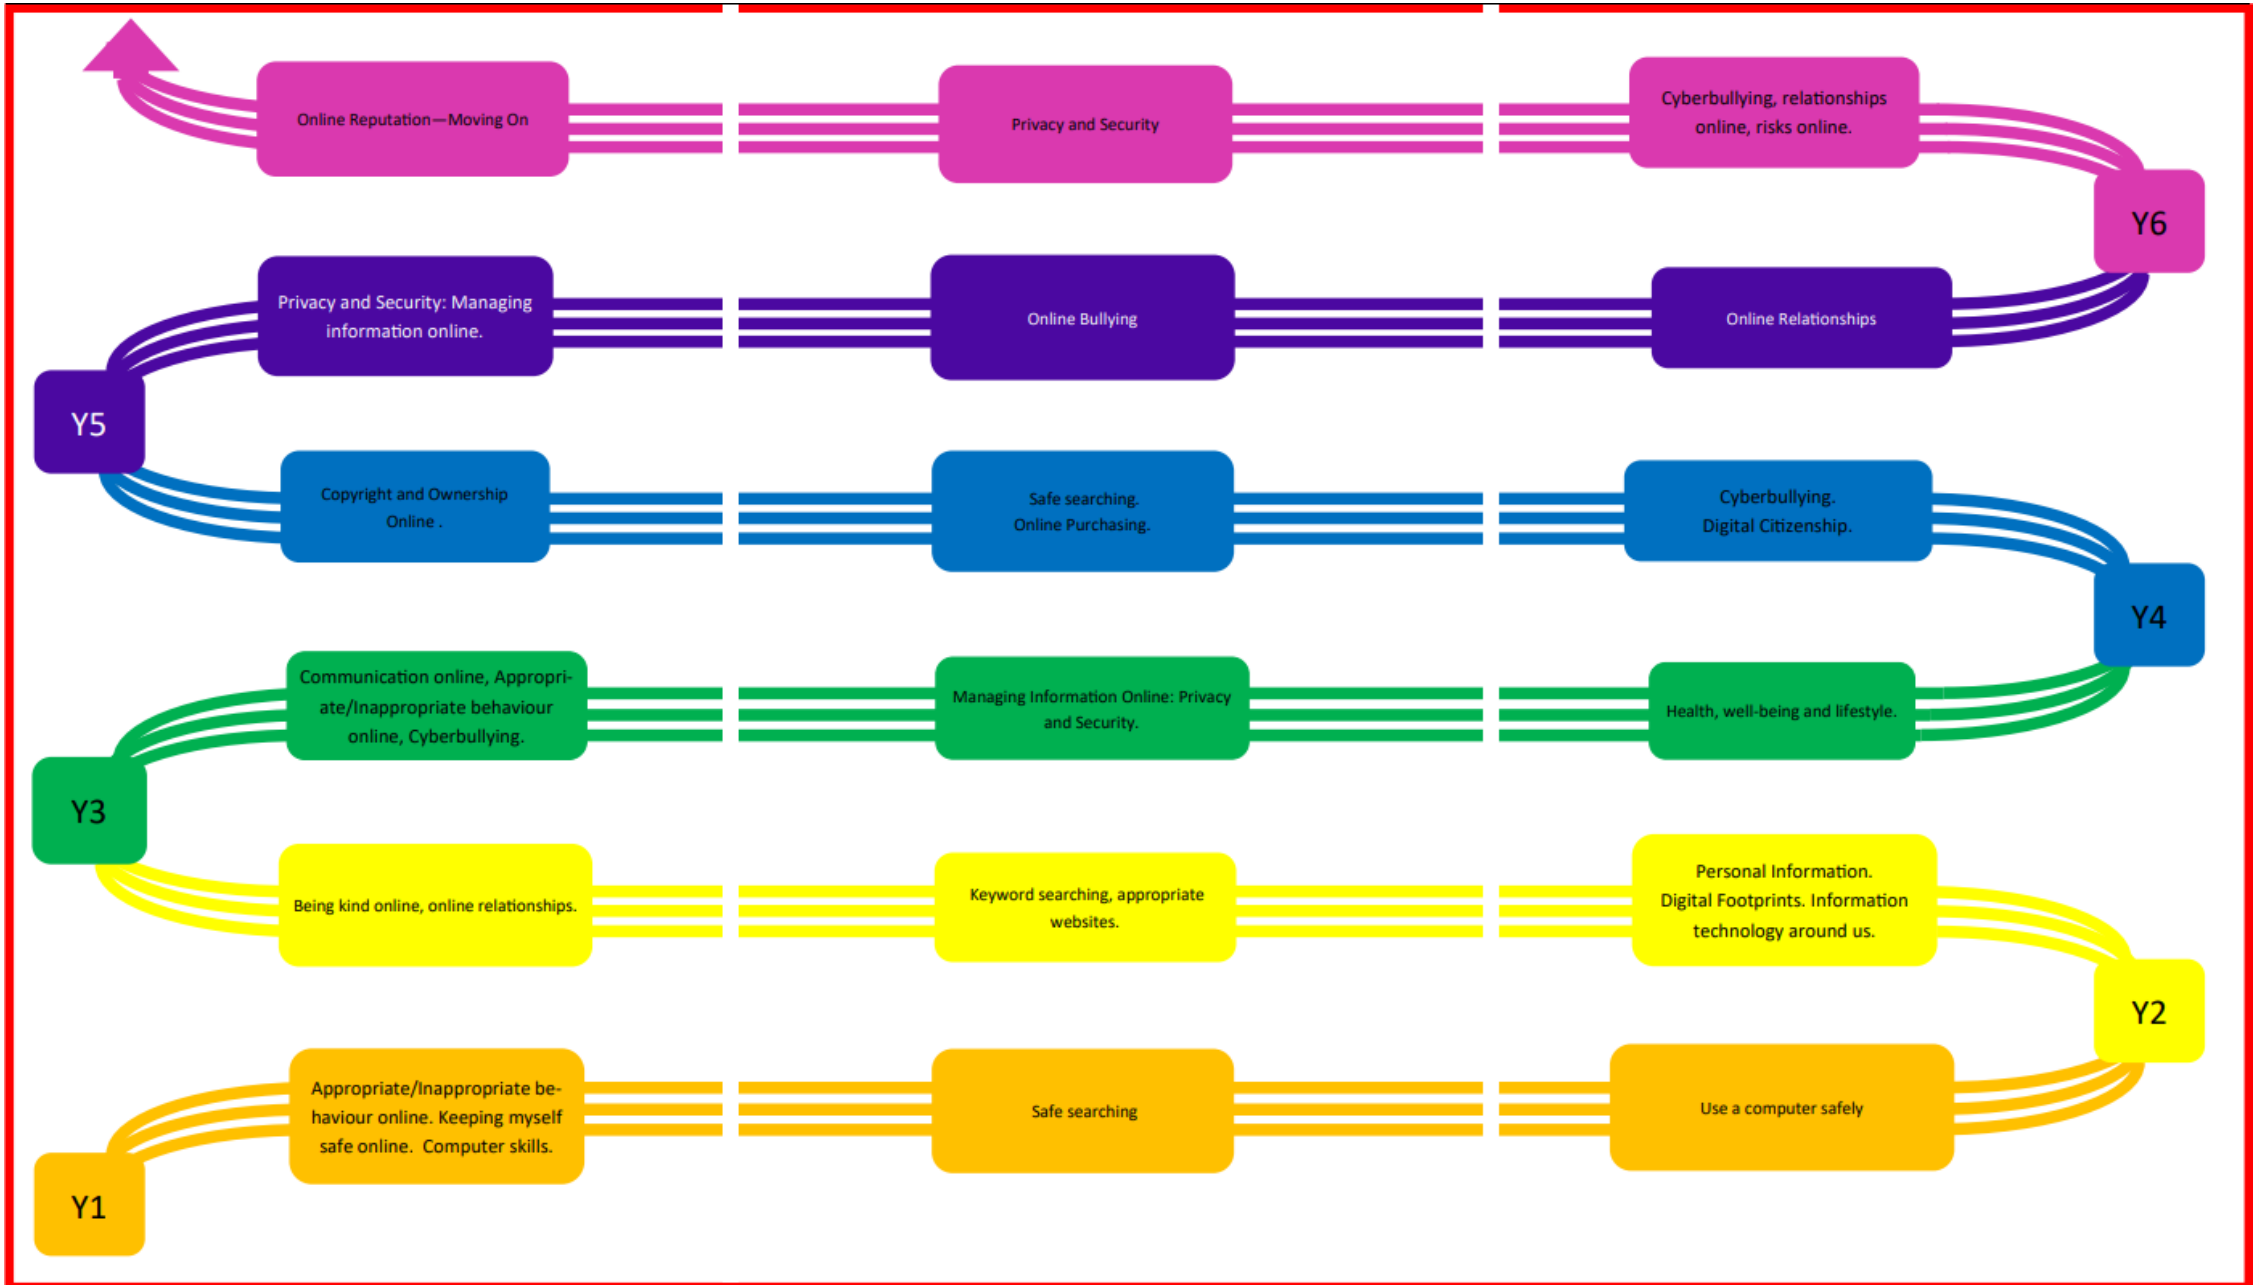 Online Reputation—Moving On
Privacy and Security
Cyberbullying, relationships
online, risks online.
Y6
Privacy and Security: Managing
information online.
Online Bullying
Online Relationships
Y5
Copyright and Ownership
Online .
Safe searching.
Online Purchasing.
Cyberbullying.
Digital Citizenship.
Y4
Communication online, Appropri-
ate/Inappropriate behaviour
online, Cyberbullying.
Managing Information Online: Privacy
and Security.
Health, well-being and lifestyle.
Y3
Being kind online, online relationships.
Keyword searching, appropriate
websites.
Personal Information.
Digital Footprints. Information
technology around us.
Y2
Appropriate/Inappropriate be-
haviour online. Keeping myself
safe online.  Computer skills.
Safe searching
Use a computer safely
Y1